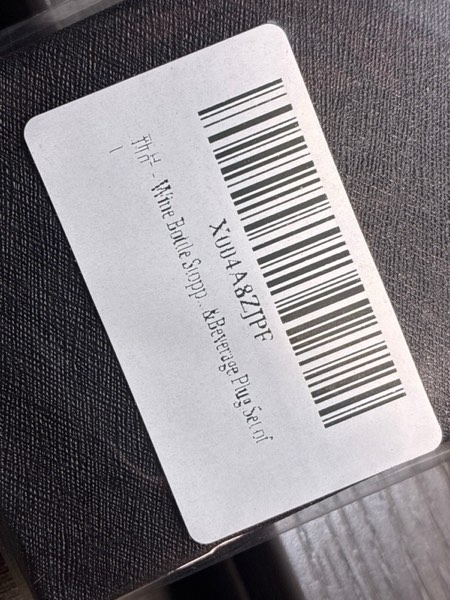 X004A8ZJPF
Wine Bottle Stopp...&Beverage Plug Set of
1